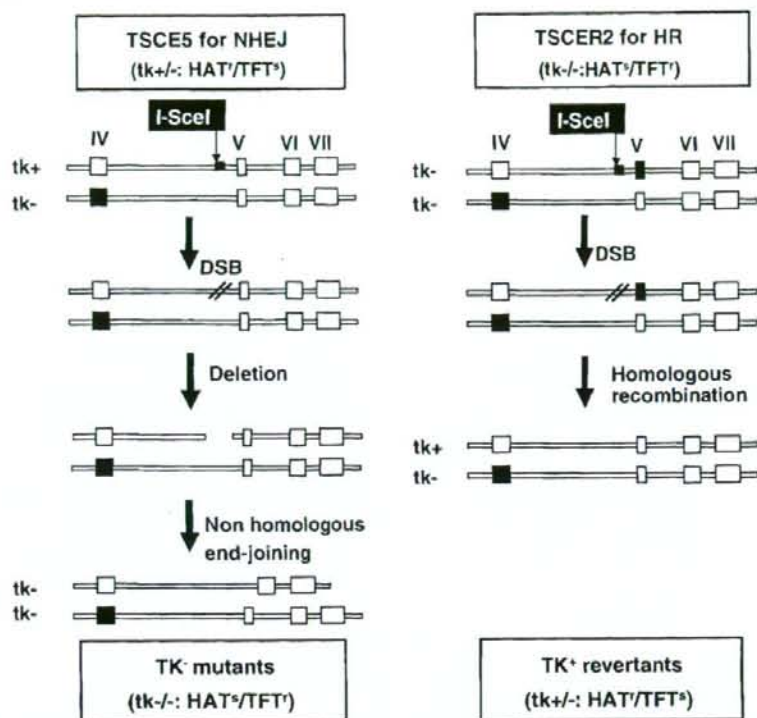 TSCE5 for NHEJ
(tk+/-: HATʳ/TFTˢ)
I-SceI
IV
V
VI
VII
tk+
tk-
DSB
Deletion
Non homologous
end-joining
tk-
tk-
TK⁻ mutants
(tk-/-: HATˢ/TFTʳ)
TSCER2 for HR
(tk-/-:HATˢ/TFTʳ)
I-SceI
IV
V
VI
VII
tk-
tk-
DSB
Homologous
recombination
tk+
tk-
TK⁺ revertants
(tk+/-: HATʳ/TFTˢ)